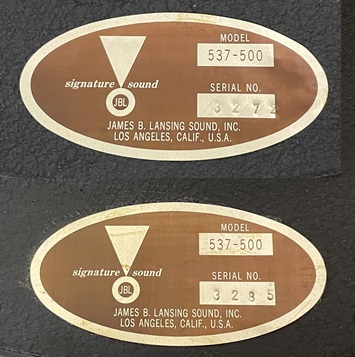 MODEL
537-500
signature sound
SERIAL NO.
JBL
3272
JAMES B. LANSING SOUND, INC.
LOS ANGELES, CALIF., U.S.A.
MODEL
537-500
signature sound
SERIAL NO.
JBL
3235
JAMES B. LANSING SOUND, INC.
LOS ANGELES, CALIF., U.S.A.